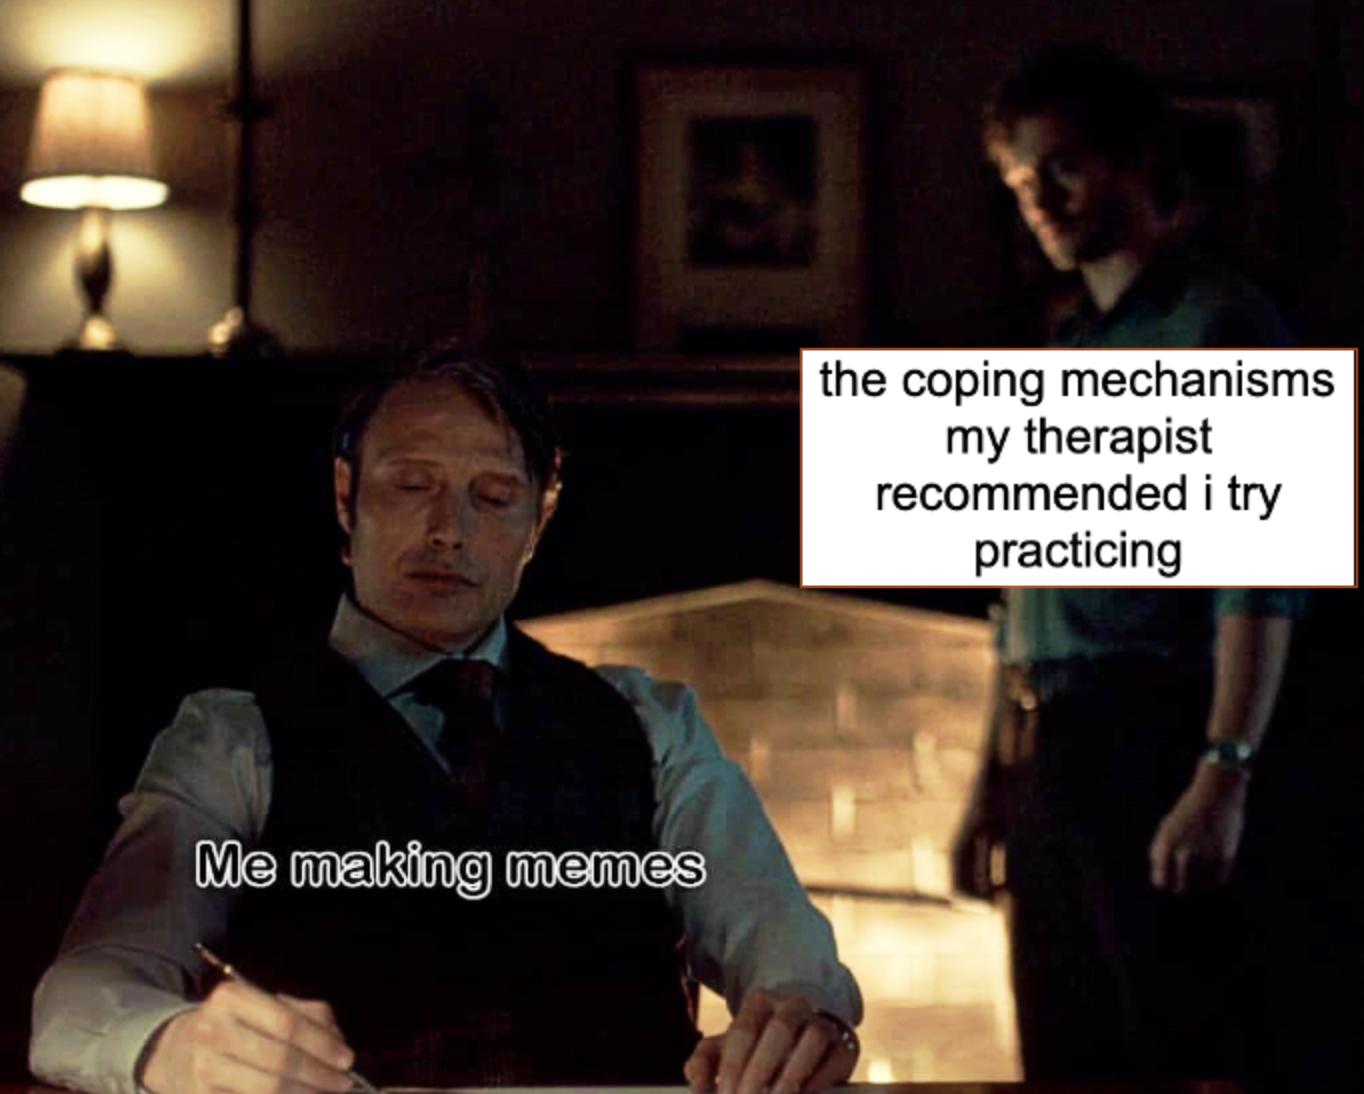 the coping mechanisms
my therapist
recommended i try
practicing
Me making memes